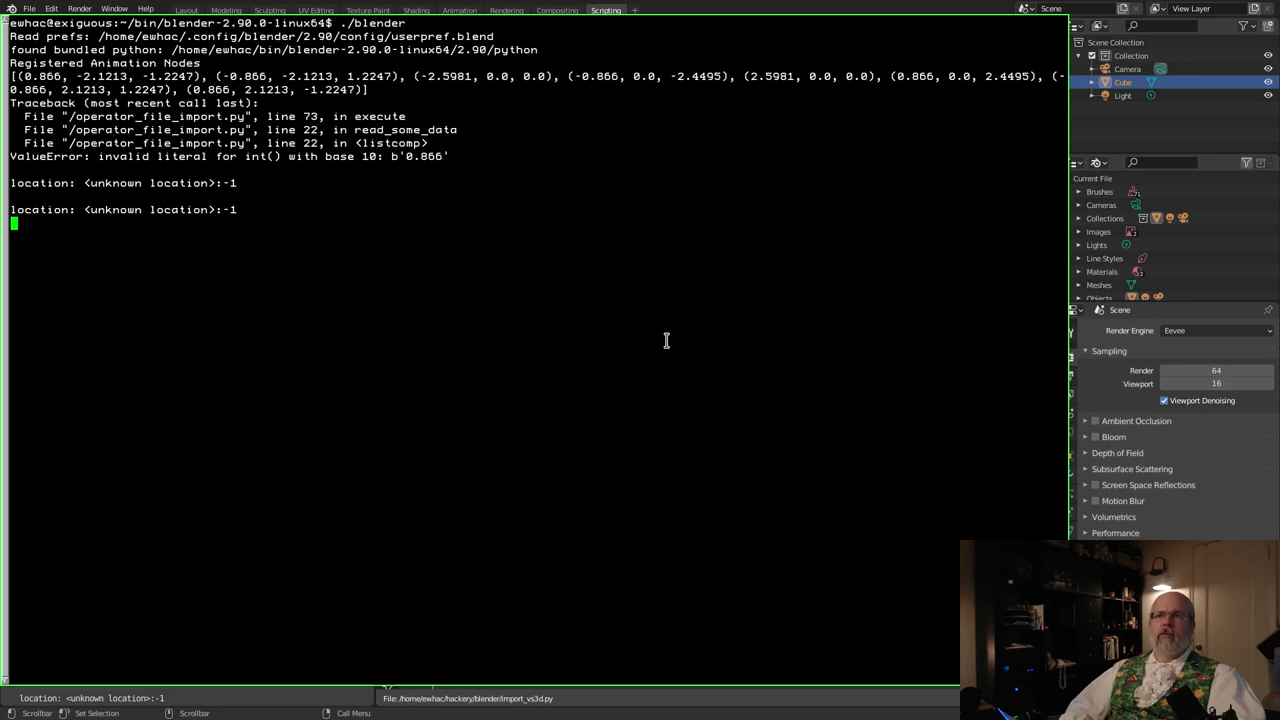 File Edit Render Window Help Layout Modeling Sculpting UV Editing Texture Paint Shading Animation Rendering Compositing Scripting + Scene View Layer
ewhac@exiguous:~/bin/blender-2.90.0-linux64$ ./blender
Read prefs: /home/ewhac/.config/blender/2.90/config/userpref.blend
found bundled python: /home/ewhac/bin/blender-2.90.0-linux64/2.90/python
Registered Animation Nodes
[(0.866, -2.1213, -1.2247), (-0.866, -2.1213, 1.2247), (-2.5981, 0.0, 0.0), (-0.866, 0.0, -2.4495), (2.5981, 0.0, 0.0), (0.866, 0.0, 2.4495), (-
0.866, 2.1213, 1.2247), (0.866, 2.1213, -1.2247)]
Traceback (most recent call last):
File "/operator_file_import.py", line 73, in execute
File "/operator_file_import.py", line 22, in read_some_data
File "/operator_file_import.py", line 22, in <listcomp>
ValueError: invalid literal for int() with base 10: b'0.866'
location: <unknown location>:-1
location: <unknown location>:-1
Scene Collection
Collection
Camera
Cube
Light
Current File
Brushes
Cameras
Collections
Images
Lights
Line Styles
Materials
Meshes
Objects
Scene
Render Engine Eevee
Sampling
Render 64
Viewport 16
Viewport Denoising
Ambient Occlusion
Bloom
Depth of Field
Subsurface Scattering
Screen Space Reflections
Motion Blur
Volumetrics
Performance
location: <unknown location>:-1 File: /home/ewhac/hackery/blender/import_vs3d.py
Scrollbar Set Selection Scrollbar Call Menu